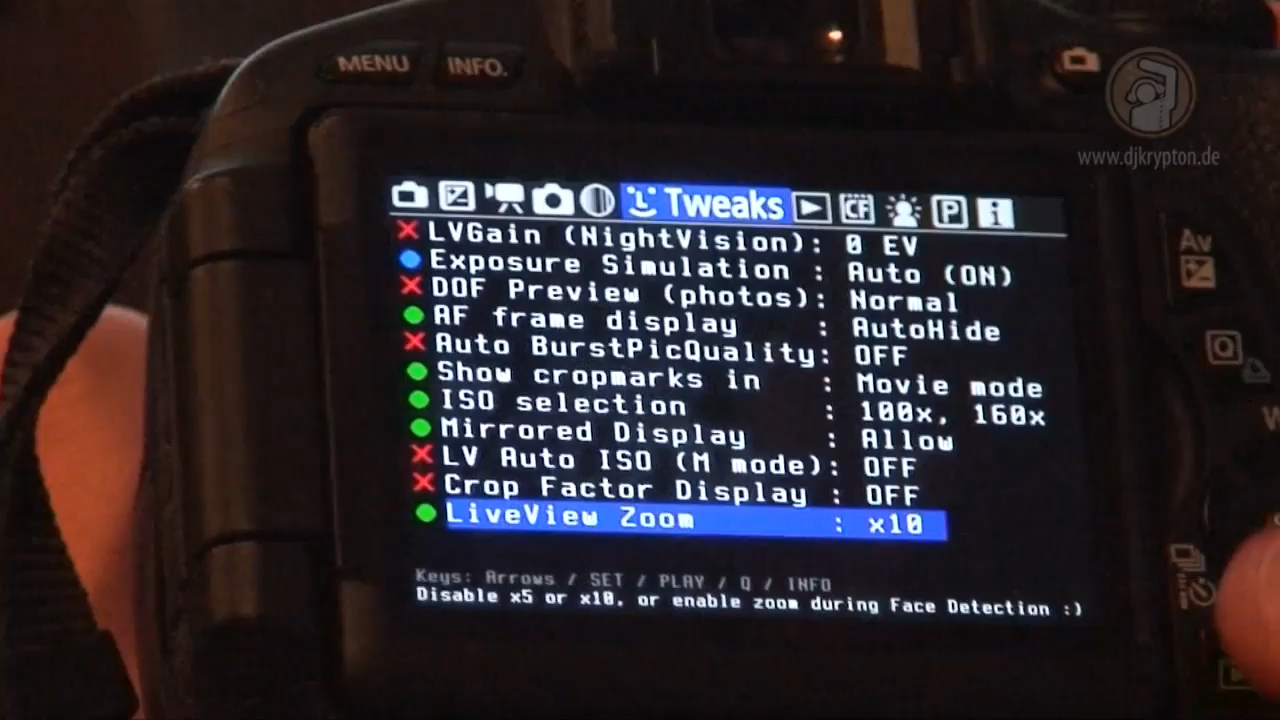 MENU INFO.
www.djkrypton.de
Tweaks CF P i
LVGain (NightVision): 0 EV
Exposure Simulation : Auto (ON)
DOF Preview (photos): Normal
AF frame display : AutoHide
Auto BurstPicQuality: OFF
Show cropmarks in : Movie mode
ISO selection : 100x, 160x
Mirrored Display : Allow
LV Auto ISO (M mode): OFF
Crop Factor Display : OFF
LiveView Zoom : x10
Keys: Arrows / SET / PLAY / Q / INFO
Disable x5 or x10, or enable zoom during Face Detection :)
Av
Q